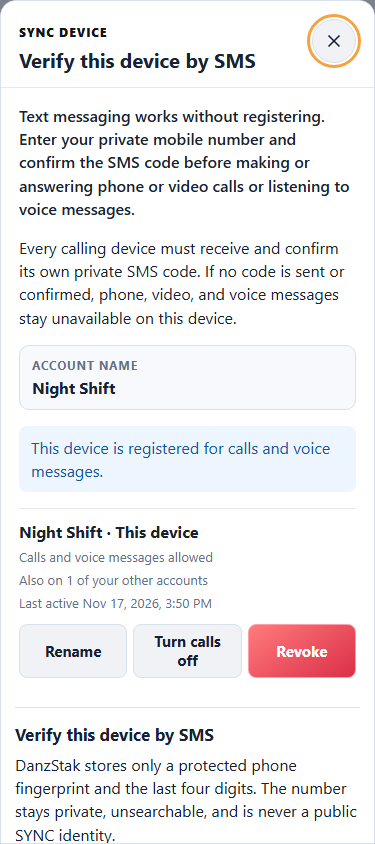 SYNC DEVICE
Verify this device by SMS
Text messaging works without registering.
Enter your private mobile number and
confirm the SMS code before making or
answering phone or video calls or listening to
voice messages.
Every calling device must receive and confirm
its own private SMS code. If no code is sent or
confirmed, phone, video, and voice messages
stay unavailable on this device.
ACCOUNT NAME
Night Shift
This device is registered for calls and voice
messages.
Night Shift · This device
Calls and voice messages allowed
Also on 1 of your other accounts
Last active Nov 17, 2026, 3:50 PM
Rename
Turn calls
off
Revoke
Verify this device by SMS
DanzStak stores only a protected phone
fingerprint and the last four digits. The number
stays private, unsearchable, and is never a public
SYNC identity.